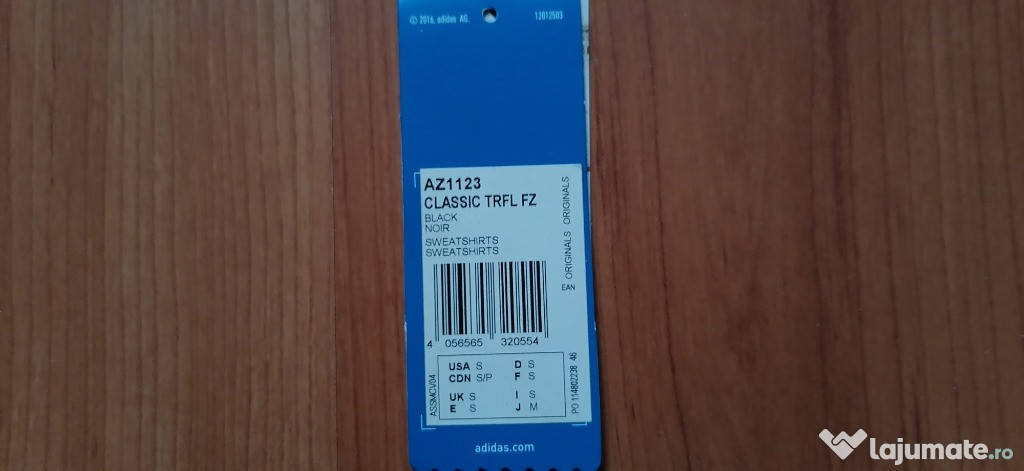 © 2016, adidas AG. 12012503
AZ1123
CLASSIC TRFL FZ
BLACK
NOIR
SWEATSHIRTS
SWEATSHIRTS
ORIGINALS ORIGINALS
EAN
4 056565 320554
USA S D S
CDN S/P F S
UK S I S
E S J M
ASSMCV04
PO 114802238 46
adidas.com
lajumate.ro